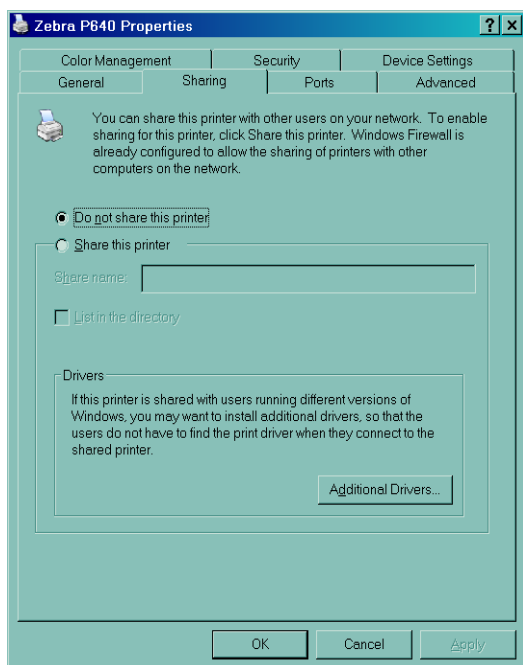 Zebra P640 Properties
Color Management Security Device Settings
General Sharing Ports Advanced
You can share this printer with other users on your network. To enable
sharing for this printer, click Share this printer. Windows Firewall is
already configured to allow the sharing of printers with other
computers on the network.
Do not share this printer
Share this printer
Share name:
List in the directory
Drivers
If this printer is shared with users running different versions of
Windows, you may want to install additional drivers, so that the
users do not have to find the print driver when they connect to the
shared printer.
Additional Drivers...
OK Cancel Apply